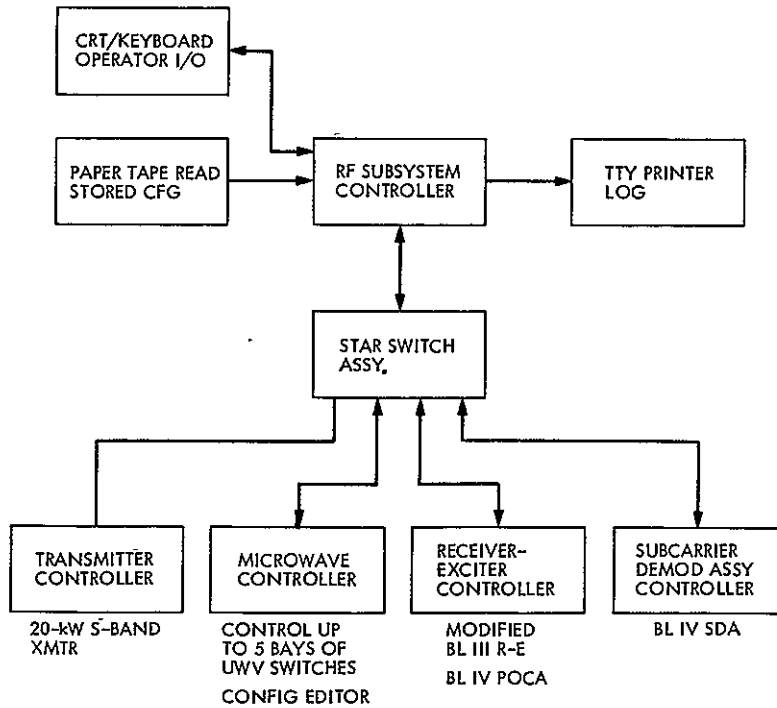 CRT/KEYBOARD
OPERATOR I/O
PAPER TAPE READ
STORED CFG
RF SUBSYSTEM
CONTROLLER
TTY PRINTER
LOG
STAR SWITCH
ASSY.
TRANSMITTER
CONTROLLER
20-kW S-BAND
XMTR
MICROWAVE
CONTROLLER
CONTROL UP
TO 5 BAYS OF
UWV SWITCHES
CONFIG EDITOR
RECEIVER-
EXCITER
CONTROLLER
MODIFIED
BL III R-E
BL IV POCA
SUBCARRIER
DEMOD ASSY
CONTROLLER
BL IV SDA